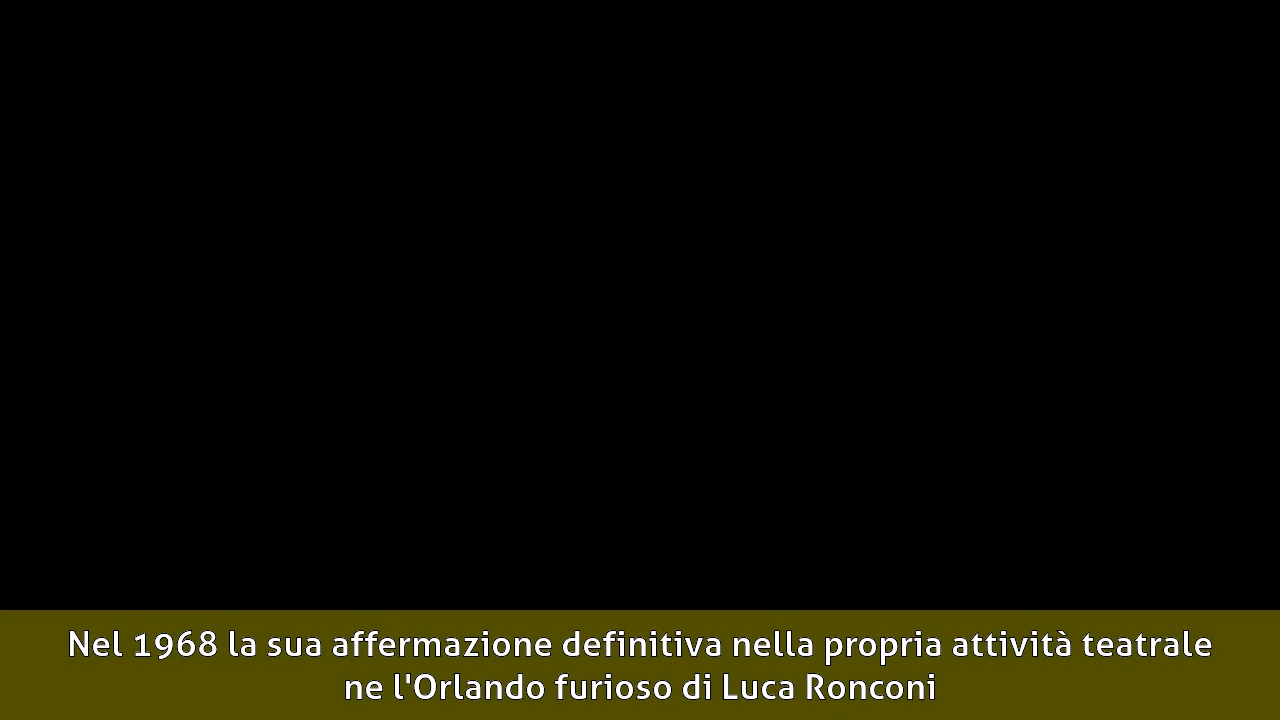 Nel 1968 la sua affermazione definitiva nella propria attività teatrale
ne l'Orlando furioso di Luca Ronconi